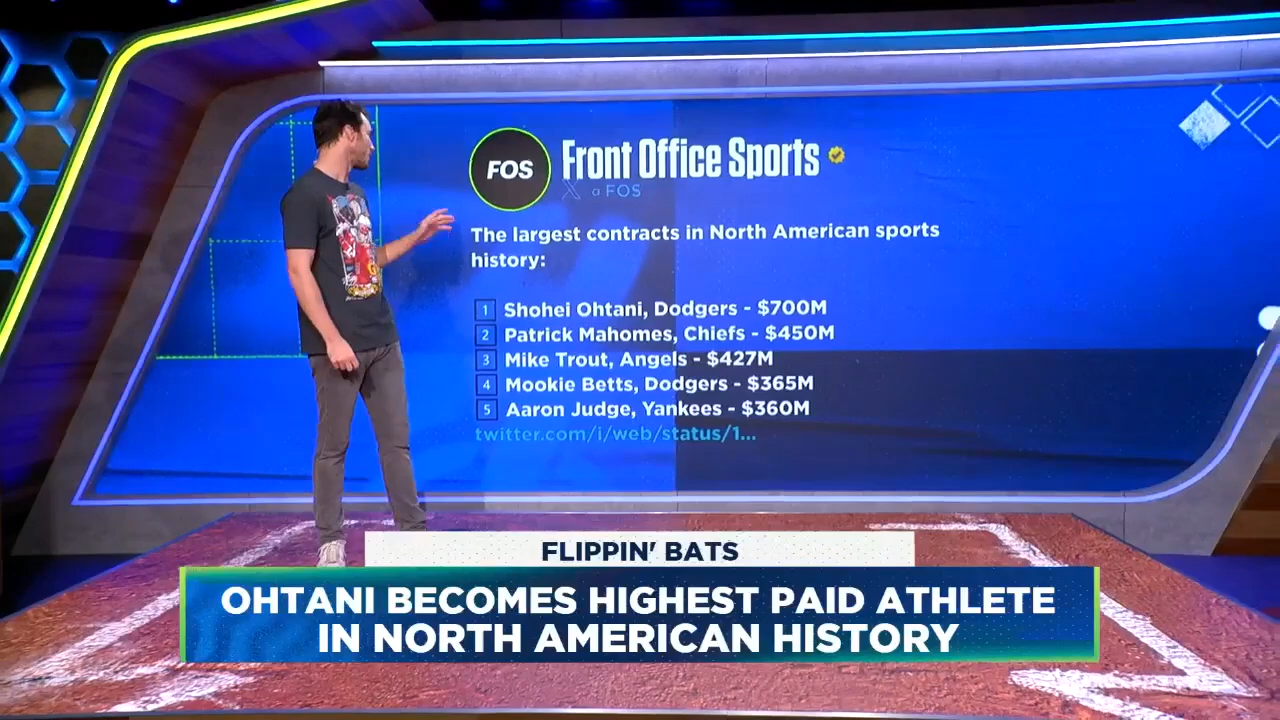 FOS
Front Office Sports
@FOS
The largest contracts in North American sports
history:
1 Shohei Ohtani, Dodgers - $700M
2 Patrick Mahomes, Chiefs - $450M
3 Mike Trout, Angels - $427M
4 Mookie Betts, Dodgers - $365M
5 Aaron Judge, Yankees - $360M
twitter.com/i/web/status/1...
FLIPPIN' BATS
OHTANI BECOMES HIGHEST PAID ATHLETE
IN NORTH AMERICAN HISTORY